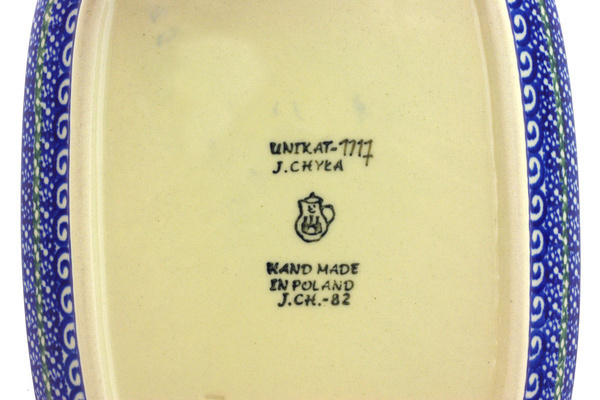 UNIKAT-1117
J.CHYŁA
HAND MADE
IN POLAND
J.CH.-82